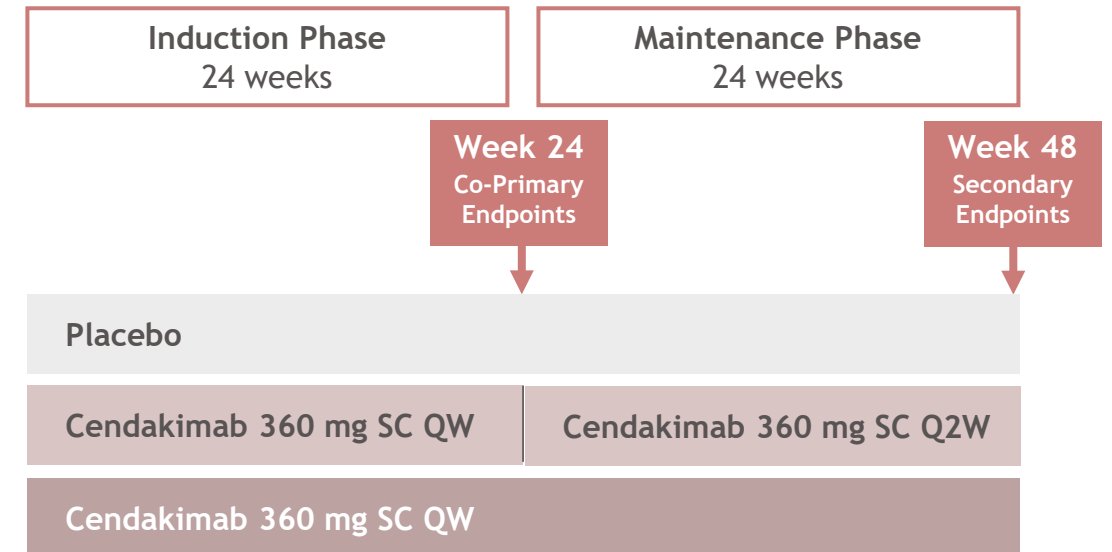 Induction Phase
24 weeks
Maintenance Phase
24 weeks
Week 24
Co-Primary
Endpoints
Week 48
Secondary
Endpoints
Placebo
Cendakimab 360 mg SC QW
Cendakimab 360 mg SC Q2W
Cendakimab 360 mg SC QW